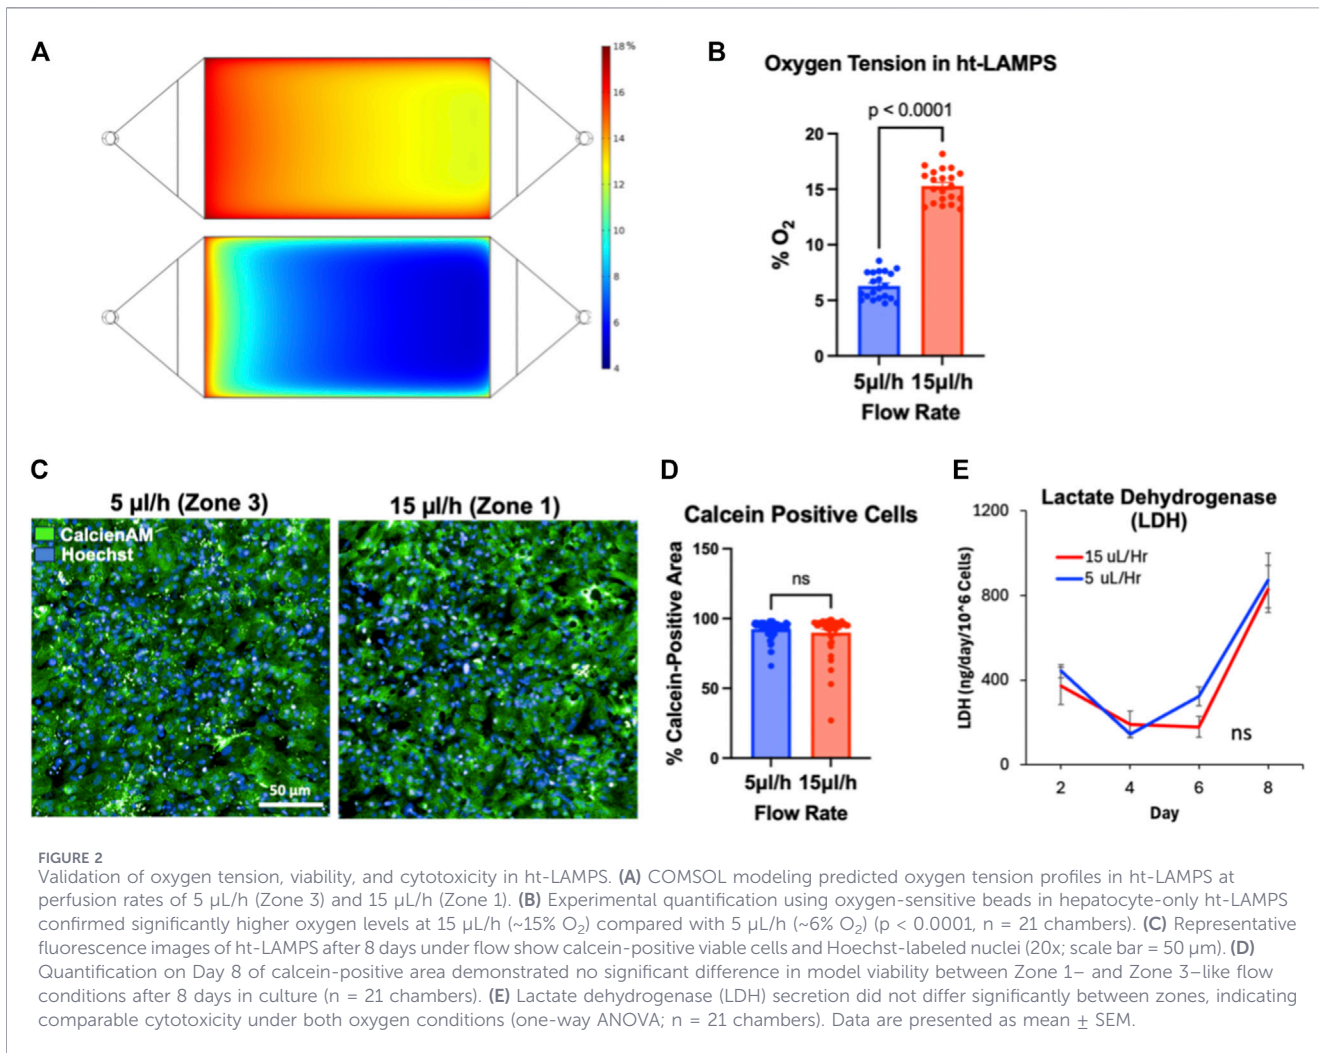 A
18%
16
14
12
10
8
6
4
B
Oxygen Tension in ht-LAMPS
p < 0.0001
20
15
10
5
0
% O2
5µl/h 15µl/h
Flow Rate
C
5 µl/h (Zone 3)
15 µl/h (Zone 1)
CalcienAM
Hoechst
50 µm
D
Calcein Positive Cells
ns
150
100
50
0
% Calcein-Positive Area
5µl/h 15µl/h
Flow Rate
E
Lactate Dehydrogenase
(LDH)
1200
800
400
0
LDH (ng/day/10^6 Cells)
15 uL/Hr
5 uL/Hr
ns
2 4 6 8
Day
FIGURE 2
Validation of oxygen tension, viability, and cytotoxicity in ht-LAMPS. (A) COMSOL modeling predicted oxygen tension profiles in ht-LAMPS at
perfusion rates of 5 µL/h (Zone 3) and 15 µL/h (Zone 1). (B) Experimental quantification using oxygen-sensitive beads in hepatocyte-only ht-LAMPS
confirmed significantly higher oxygen levels at 15 µL/h (~15% O2) compared with 5 µL/h (~6% O2) (p < 0.0001, n = 21 chambers). (C) Representative
fluorescence images of ht-LAMPS after 8 days under flow show calcein-positive viable cells and Hoechst-labeled nuclei (20x; scale bar = 50 µm). (D)
Quantification on Day 8 of calcein-positive area demonstrated no significant difference in model viability between Zone 1– and Zone 3–like flow
conditions after 8 days in culture (n = 21 chambers). (E) Lactate dehydrogenase (LDH) secretion did not differ significantly between zones, indicating
comparable cytotoxicity under both oxygen conditions (one-way ANOVA; n = 21 chambers). Data are presented as mean ± SEM.